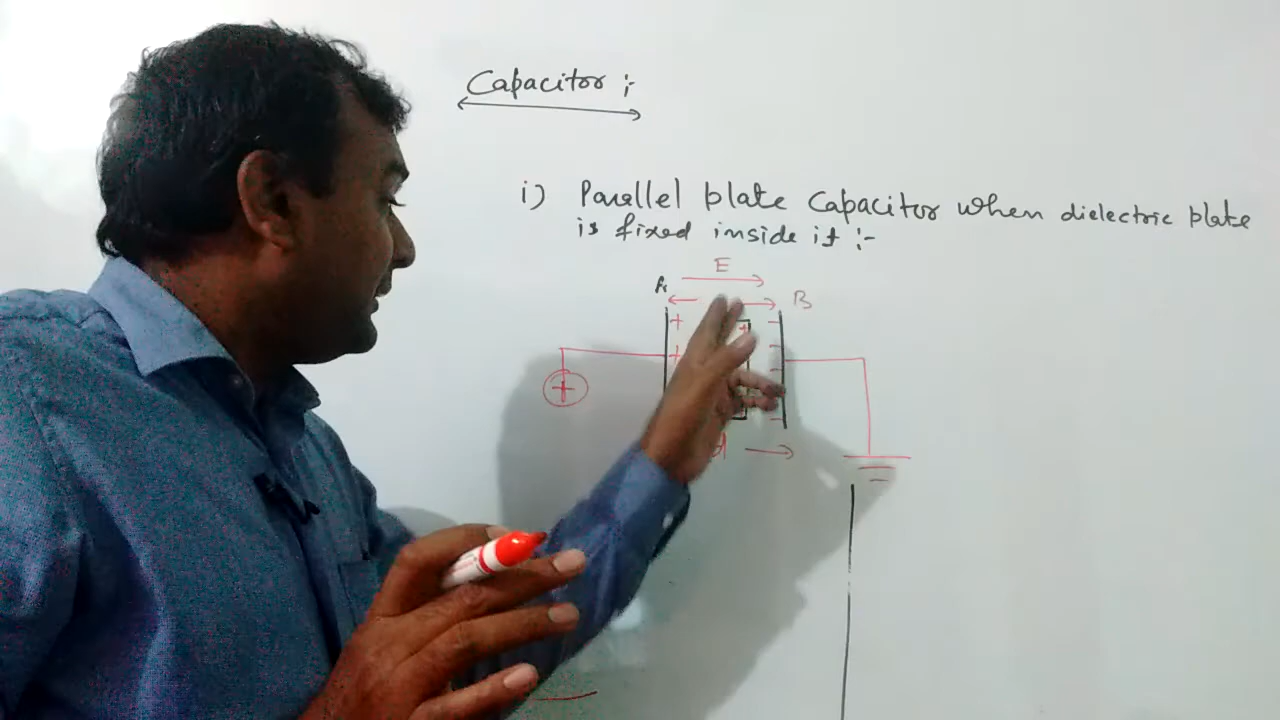 Capacitor :-
i) Parallel plate Capacitor when dielectric plate
is fixed inside it :-
E
A
B
+
-
+
+
-
+
-
-
d